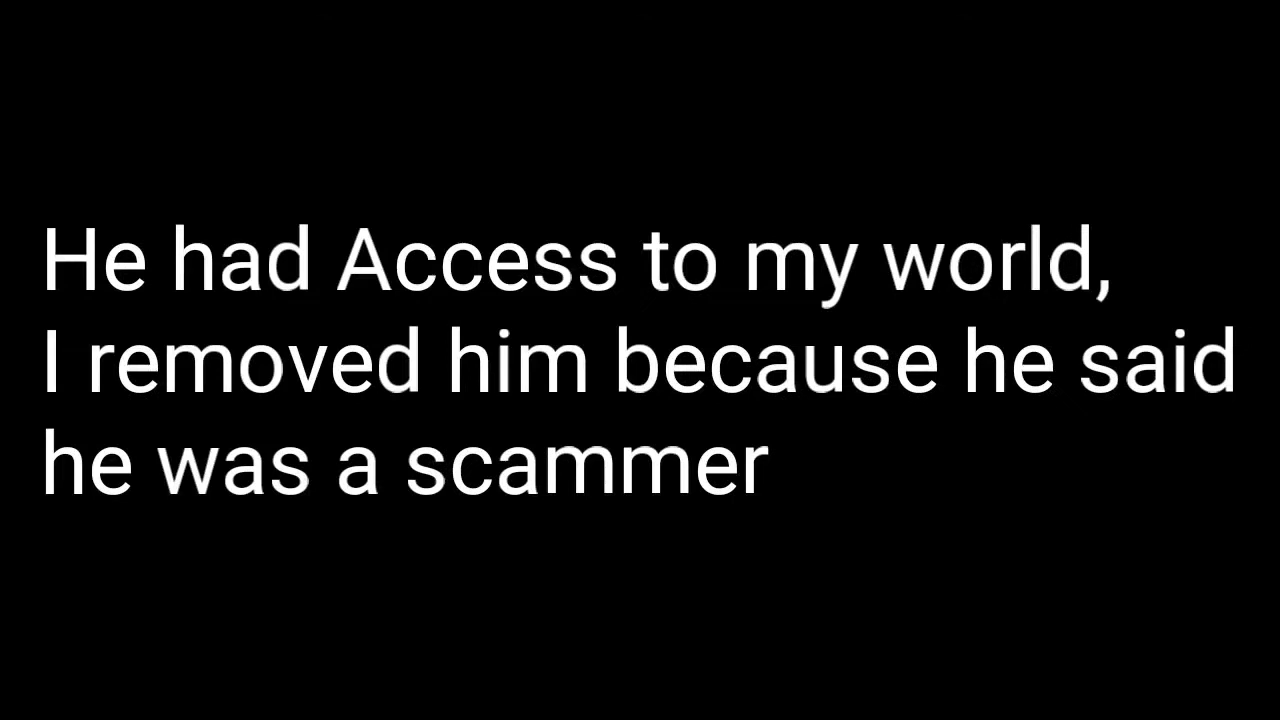 He had Access to my world,
I removed him because he said
he was a scammer